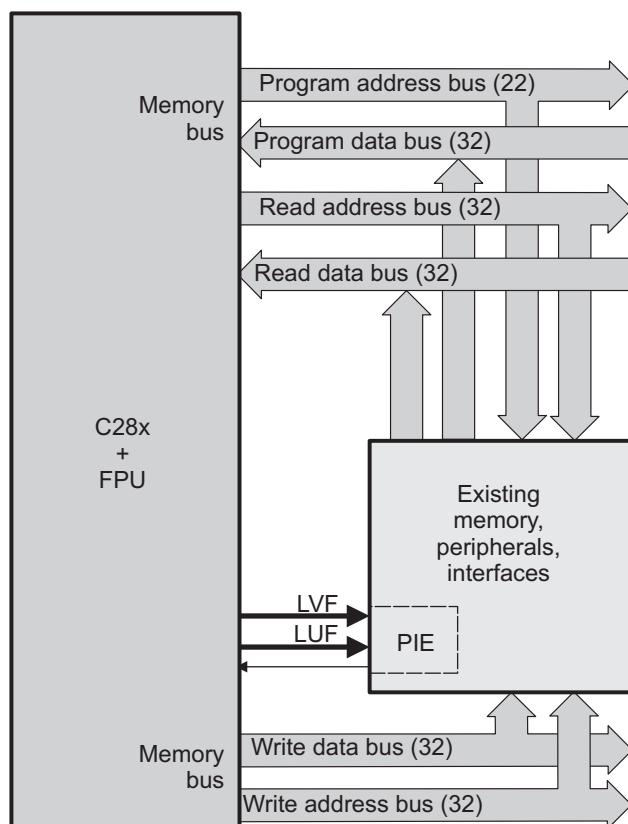 Program address bus (22)
Memory
bus
Program data bus (32)
Read address bus (32)
Read data bus (32)
C28x
+
FPU
Existing
memory,
peripherals,
interfaces
LVF
LUF
PIE
Memory
bus
Write data bus (32)
Write address bus (32)